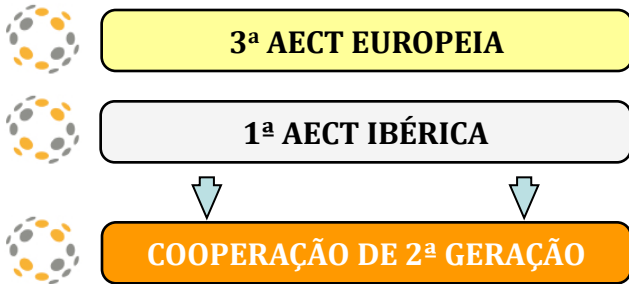 3ª AECT EUROPEIA
1ª AECT IBÉRICA
COOPERAÇÃO DE 2ª GERAÇÃO